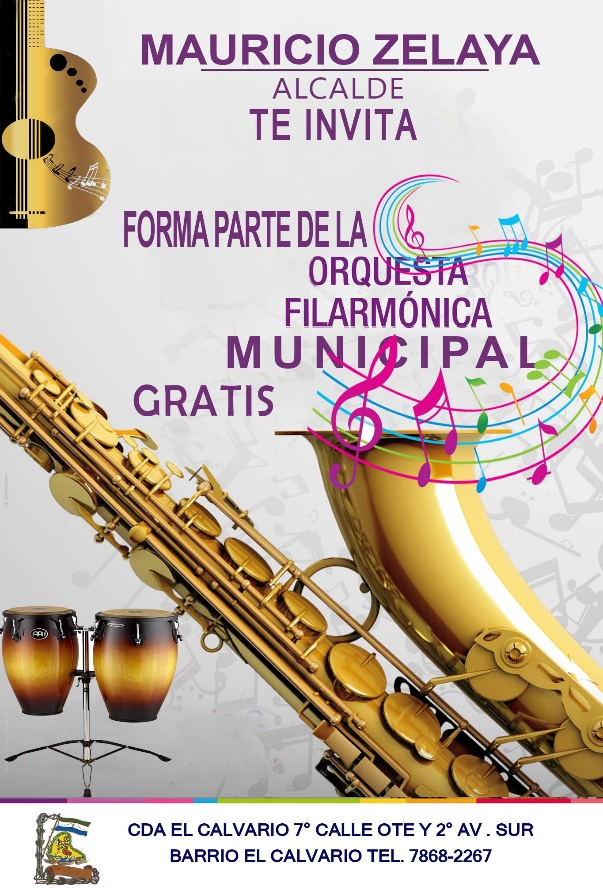 MAURICIO ZELAYA
ALCALDE
TE INVITA
FORMA PARTE DE LA
ORQUESTA
FILARMÓNICA
MUNICIPAL
GRATIS
CDA EL CALVARIO 7° CALLE OTE Y 2° AV . SUR
BARRIO EL CALVARIO TEL. 7868-2267